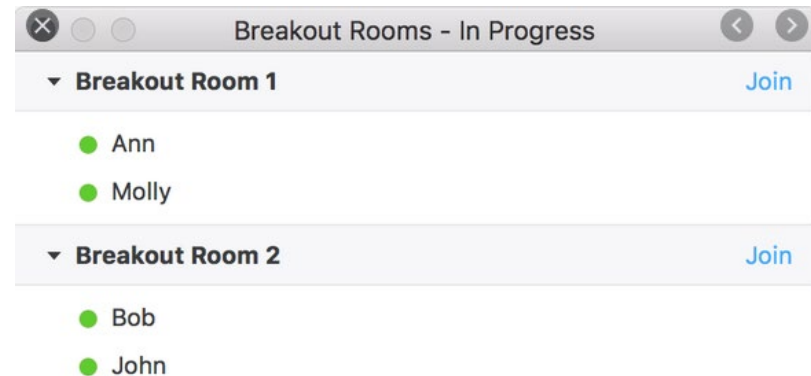 Breakout Rooms - In Progress
Breakout Room 1 Join
Ann
Molly
Breakout Room 2 Join
Bob
John